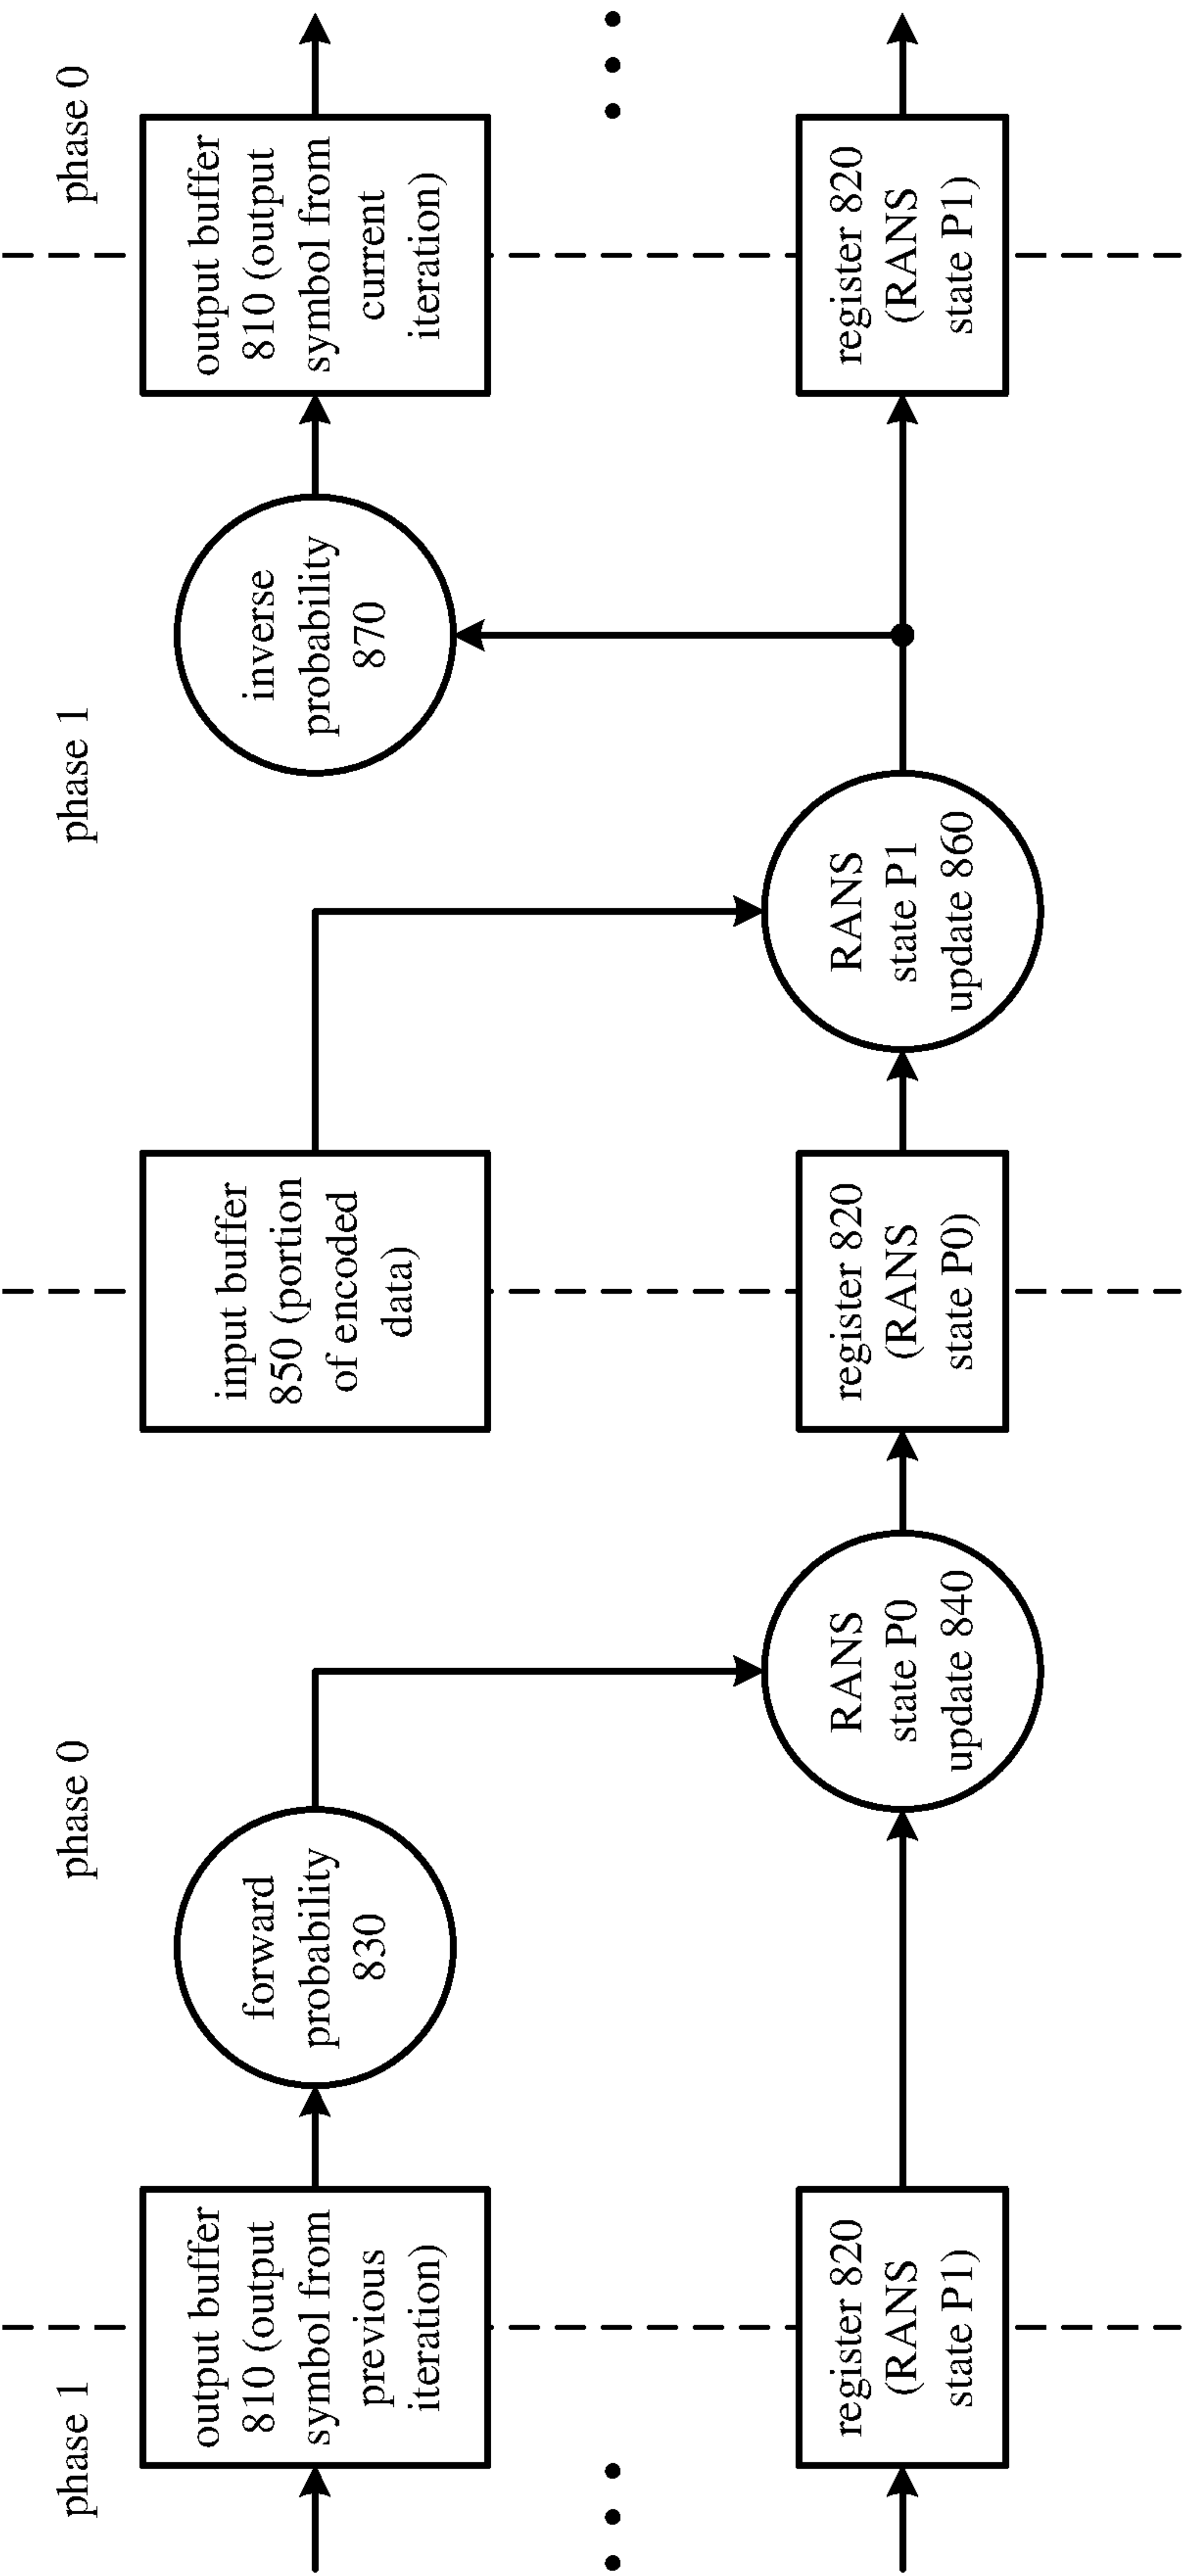 phase 1
phase 0
phase 1
phase 0
output buffer
810 (output
symbol from
previous
iteration)
forward
probability
830
input buffer
850 (portion
of encoded
data)
inverse
probability
870
output buffer
810 (output
symbol from
current
iteration)
register 820
(RANS
state P1)
RANS
state P0
update 840
register 820
(RANS
state P0)
RANS
state P1
update 860
register 820
(RANS
state P1)